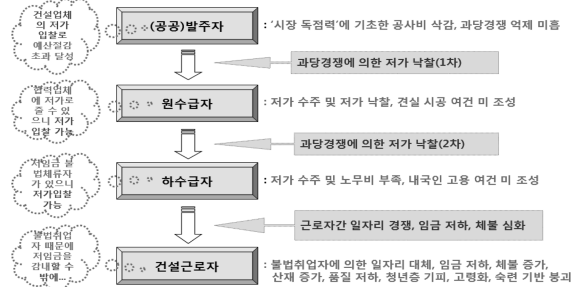 건설업체
의 저가
입찰로
예산절감
초과 달성
(공공)발주자
: ‘시장 독점력’에 기초한 공사비 삭감, 과당경쟁 억제 미흡
과당경쟁에 의한 저가 낙찰(1차)
협력업체
에 저가로
줄 수 있
으니 저가
입찰 가능
원수급자
: 저가 수주 및 저가 낙찰, 견실 시공 여건 미 조성
과당경쟁에 의한 저가 낙찰(2차)
저임금 불
법체류자
가 있으니
저가입찰
가능
하수급자
: 저가 수주 및 노무비 부족, 내국인 고용 여건 미 조성
근로자간 일자리 경쟁, 임금 저하, 체불 심화
불법취업
자 때문에
저임금을
감내할 수
밖에...
건설근로자
: 불법취업자에 의한 일자리 대체, 임금 저하, 체불 증가,
산재 증가, 품질 저하, 청년층 기피, 고령화, 숙련 기반 붕괴